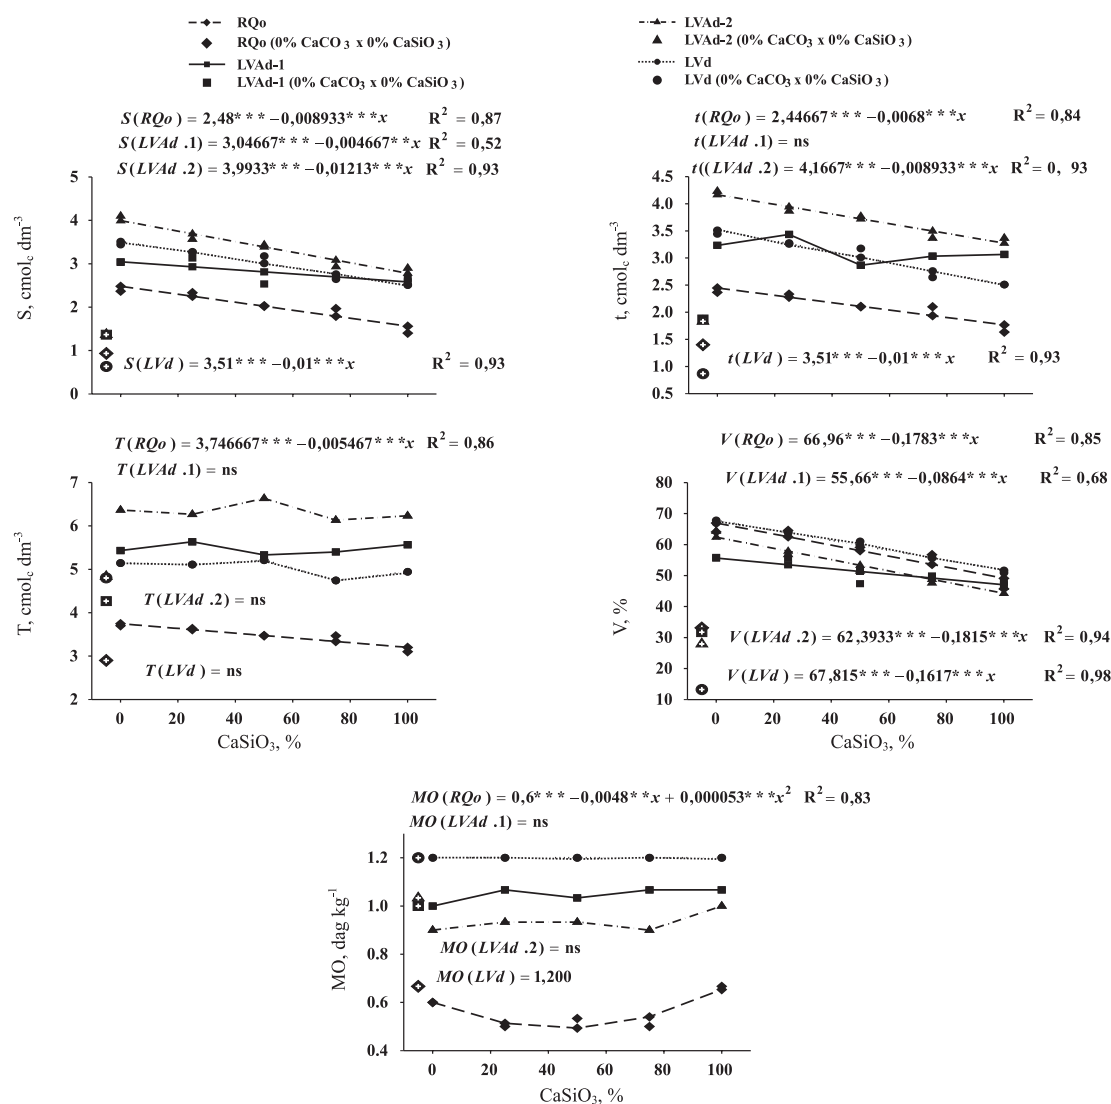 RQo
RQo (0% CaCO3 x 0% CaSiO3)
LVAd-1
LVAd-1 (0% CaCO3 x 0% CaSiO3)
LVAd-2
LVAd-2 (0% CaCO3 x 0% CaSiO3)
LVd
LVd (0% CaCO3 x 0% CaSiO3)
S(RQo) = 2,48*** −0,008933***x R² = 0,87
S(LVAd .1) = 3,04667*** −0,004667**x R² = 0,52
S(LVAd .2) = 3,9933*** −0,01213***x R² = 0,93
S, cmolc dm⁻³
5
4
3
2
1
0
S(LVd) = 3,51*** −0,01***x R² = 0,93
t(RQo) = 2,44667*** −0,0068***x R² = 0,84
t(LVAd .1) = ns
t((LVAd .2) = 4,1667*** −0,008933***x R² = 0, 93
t, cmolc dm⁻³
4.5
4.0
3.5
3.0
2.5
2.0
1.5
1.0
0.5
t(LVd) = 3,51*** −0,01***x R² = 0,93
T(RQo) = 3,746667*** −0,005467***x R² = 0,86
T(LVAd .1) = ns
T, cmolc dm⁻³
7
6
5
4
3
2
T(LVAd .2) = ns
T(LVd) = ns
0 20 40 60 80 100
CaSiO3, %
V(RQo) = 66,96*** −0,1783***x R² = 0,85
V(LVAd .1) = 55,66*** −0,0864***x R² = 0,68
V, %
80
70
60
50
40
30
20
10
V(LVAd .2) = 62,3933*** −0,1815***x R² = 0,94
V(LVd) = 67,815*** −0,1617***x R² = 0,98
0 20 40 60 80 100
CaSiO3, %
MO(RQo) = 0,6*** −0,0048**x + 0,000053***x² R² = 0,83
MO(LVAd .1) = ns
MO, dag kg⁻¹
1.2
1.0
0.8
0.6
0.4
MO(LVAd .2) = ns
MO(LVd) = 1,200
0 20 40 60 80 100
CaSiO3, %